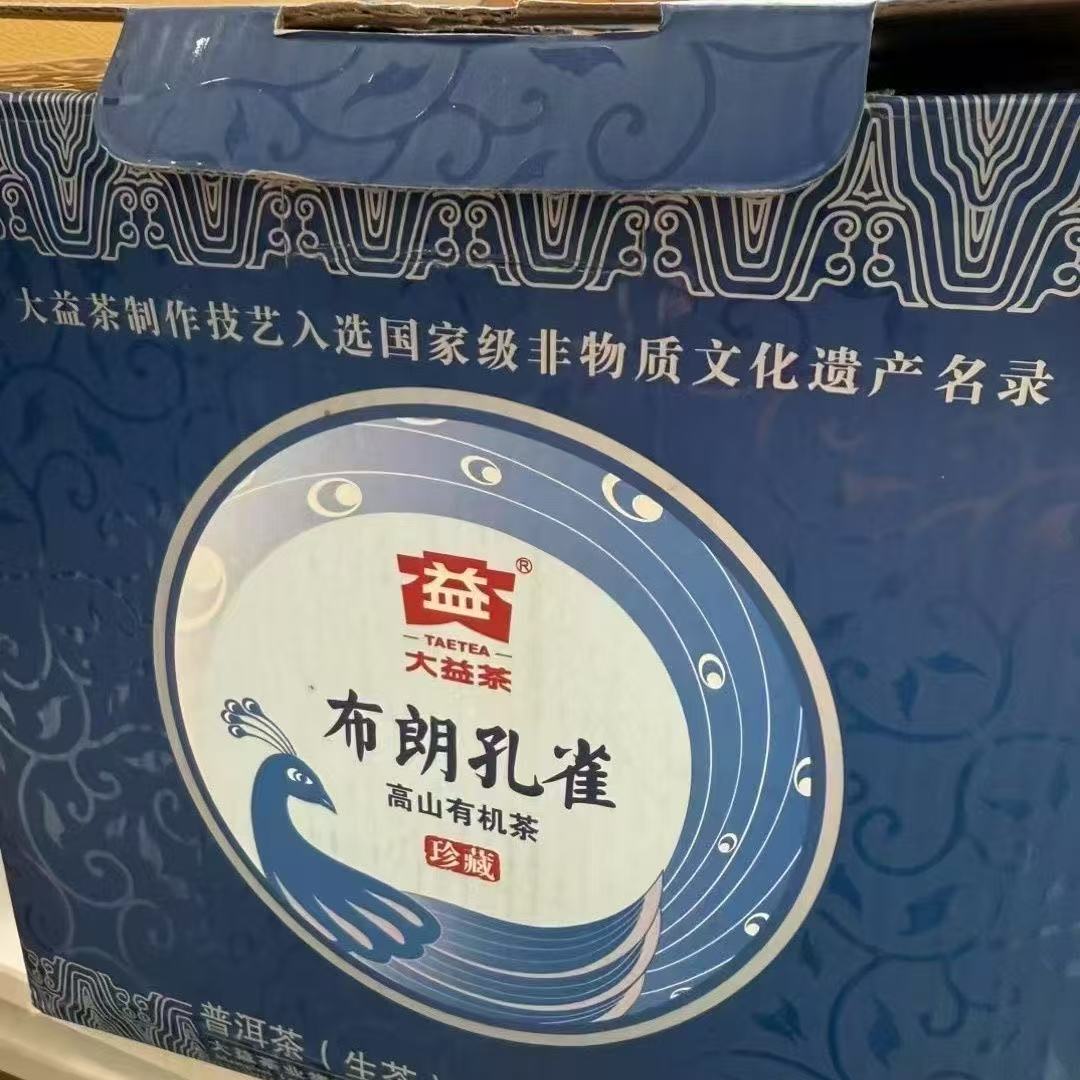 大益茶制作技艺入选国家级非物质文化遗产名录
益®
TAETEA
大益茶
布朗孔雀
高山有机茶
珍藏
普洱茶（生茶）